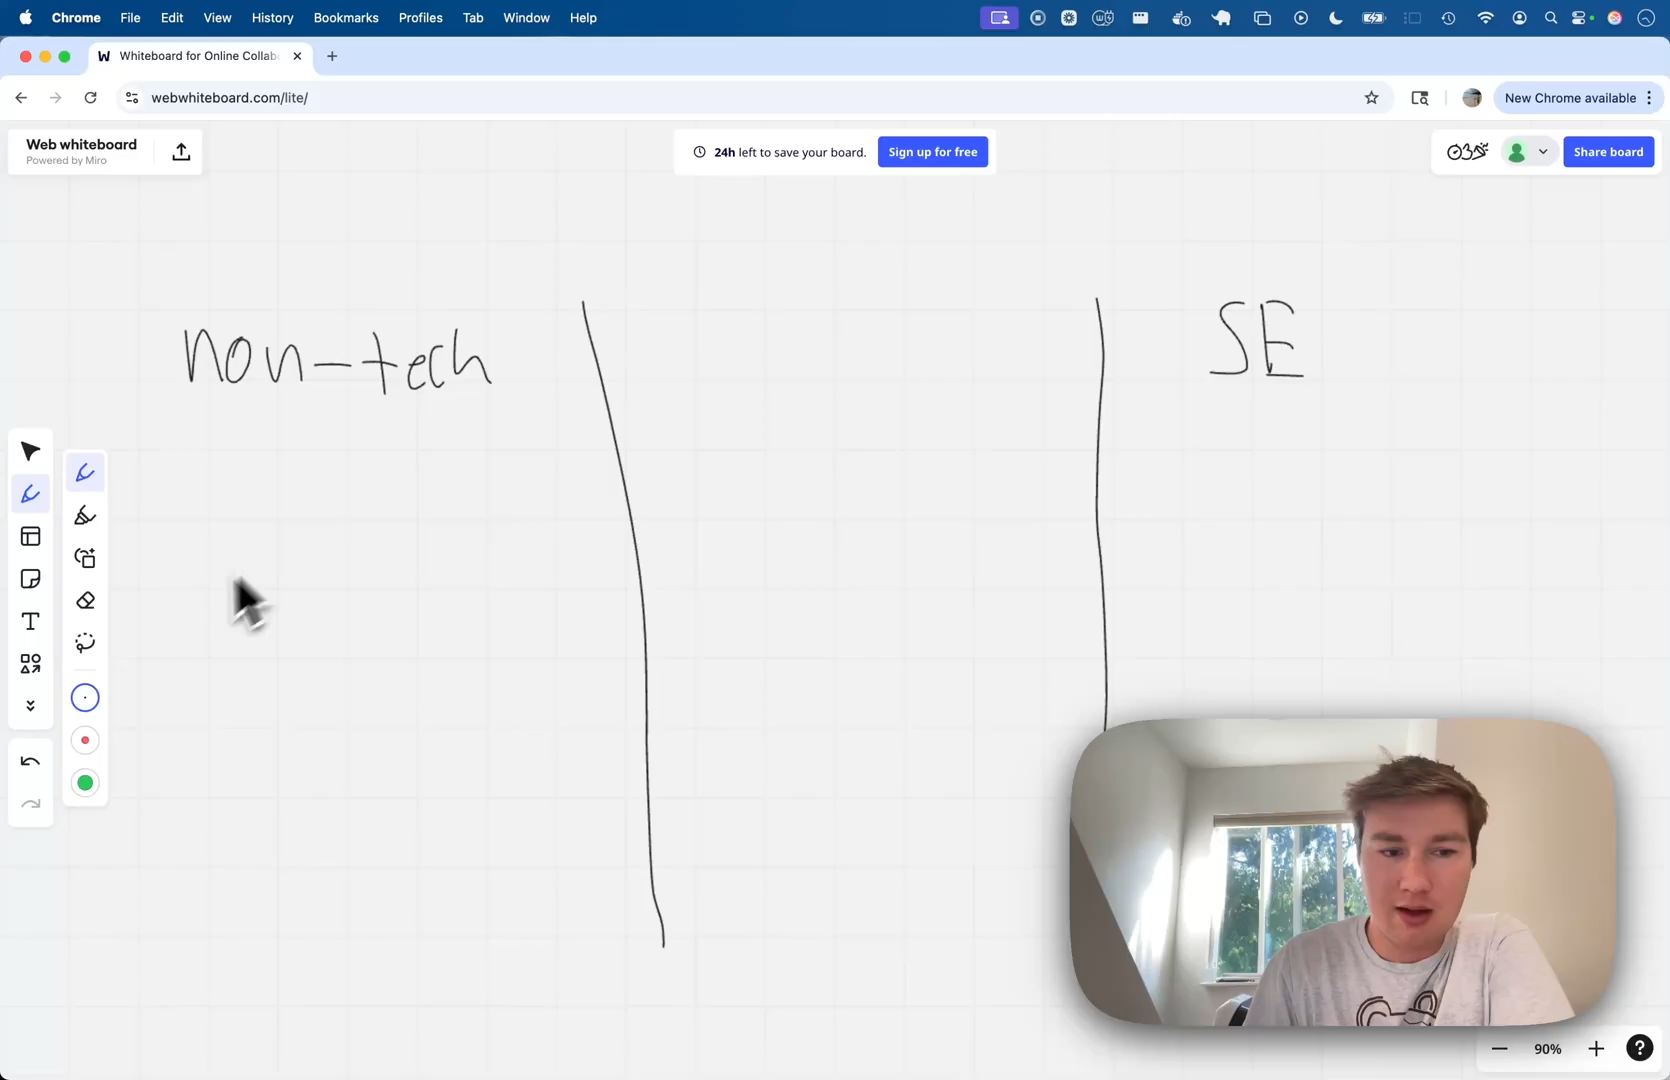 Chrome File Edit View History Bookmarks Profiles Tab Window Help
Whiteboard for Online Collab
webwhiteboard.com/lite/
New Chrome available
Web whiteboard
Powered by Miro
24h left to save your board.
Sign up for free
Share board
non-tech
SE
90%